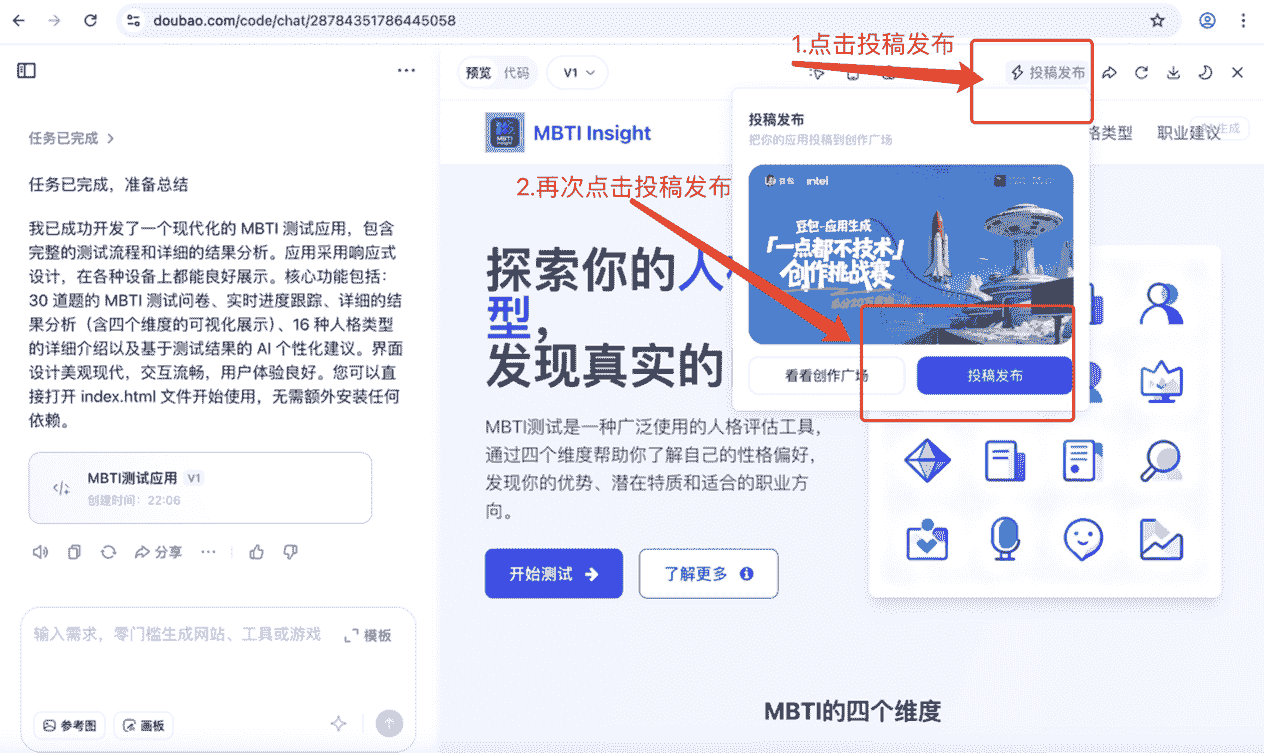 doubao.com/code/chat/28784351786445058
1.点击投稿发布
预览 代码
V1
投稿发布
任务已完成
任务已完成，准备总结
我已成功开发了一个现代化的 MBTI 测试应用，包含
完整的测试流程和详细的结果分析。应用采用响应式
设计，在各种设备上都能良好展示。核心功能包括：
30 道题的 MBTI 测试问卷、实时进度跟踪、详细的结
果分析（含四个维度的可视化展示）、16 种人格类型
的详细介绍以及基于测试结果的 AI 个性化建议。界面
设计美观现代，交互流畅，用户体验良好。您可以直
接打开 index.html 文件开始使用，无需额外安装任何
依赖。
MBTI测试应用 V1
创建时间：22:06
分享
输入需求，零门槛生成网站、工具或游戏
模板
参考图
画板
MBTI Insight
格类型
职业建议
生成
投稿发布
把你的应用投稿到创作广场
2.再次点击投稿发布
豆包 intel
豆包-应用生成
「一点都不技术」
创作挑战赛
看看创作广场
投稿发布
探索你的人
型，
发现真实的
MBTI测试是一种广泛使用的人格评估工具，
通过四个维度帮助你了解自己的性格偏好，
发现你的优势、潜在特质和适合的职业方
向。
开始测试
了解更多
MBTI的四个维度